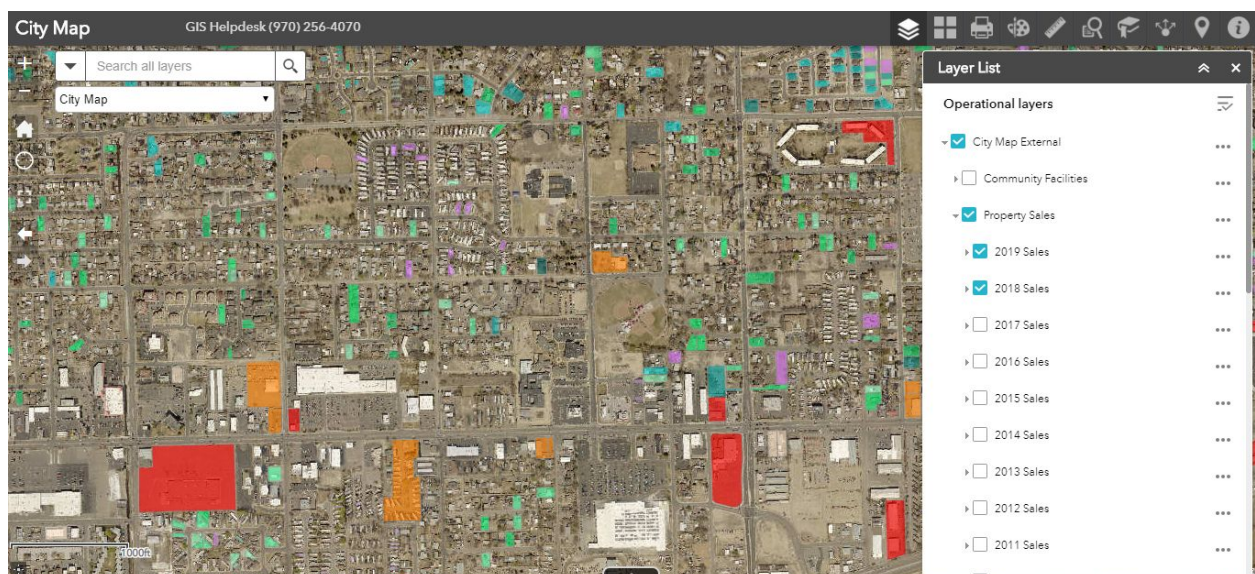 City Map
GIS Helpdesk (970) 256-4070
Search all layers
City Map
Layer List
Operational layers
City Map External
Community Facilities
Property Sales
2019 Sales
2018 Sales
2017 Sales
2016 Sales
2015 Sales
2014 Sales
2013 Sales
2012 Sales
2011 Sales
1000ft